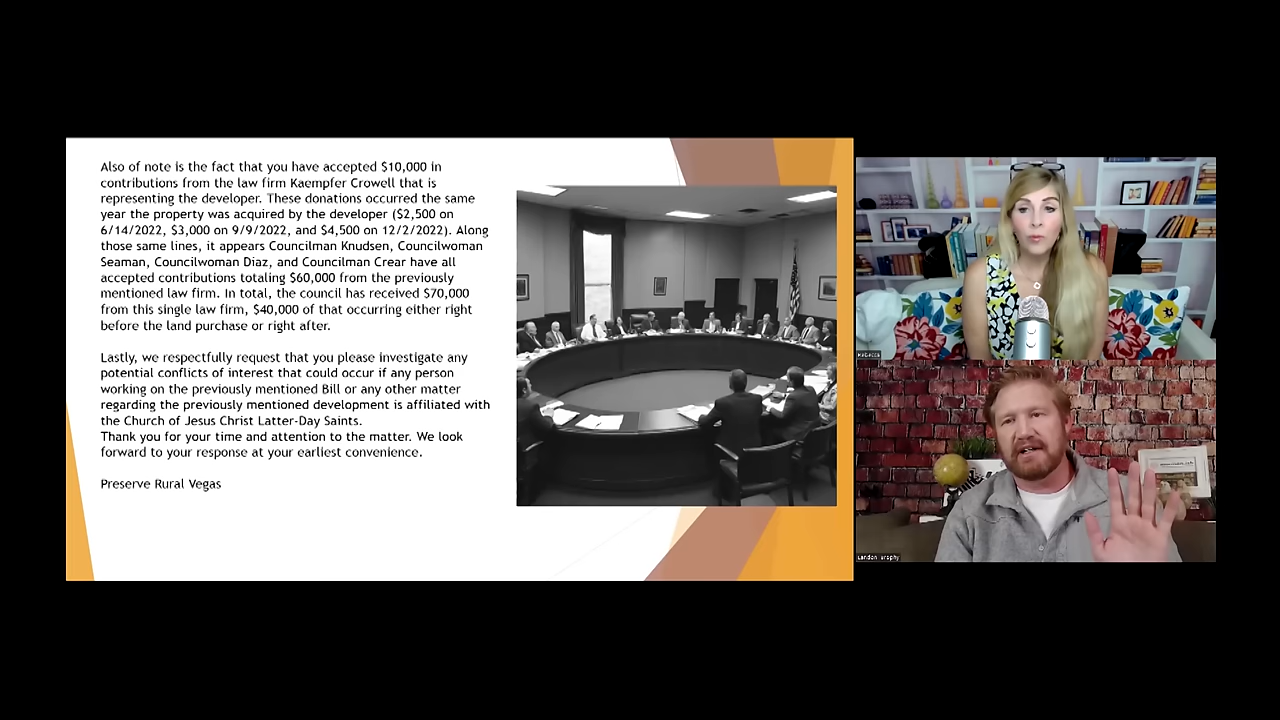 Also of note is the fact that you have accepted $10,000 in
contributions from the law firm Kaempfer Crowell that is
representing the developer. These donations occurred the same
year the property was acquired by the developer ($2,500 on
6/14/2022, $3,000 on 9/9/2022, and $4,500 on 12/2/2022). Along
those same lines, it appears Councilman Knudsen, Councilwoman
Seaman, Councilwoman Diaz, and Councilman Crear have all
accepted contributions totaling $60,000 from the previously
mentioned law firm. In total, the council has received $70,000
from this single law firm, $40,000 of that occurring either right
before the land purchase or right after.
Lastly, we respectfully request that you please investigate any
potential conflicts of interest that could occur if any person
working on the previously mentioned Bill or any other matter
regarding the previously mentioned development is affiliated with
the Church of Jesus Christ Latter-Day Saints.
Thank you for your time and attention to the matter. We look
forward to your response at your earliest convenience.
Preserve Rural Vegas
Rebecca
Landon Brophy